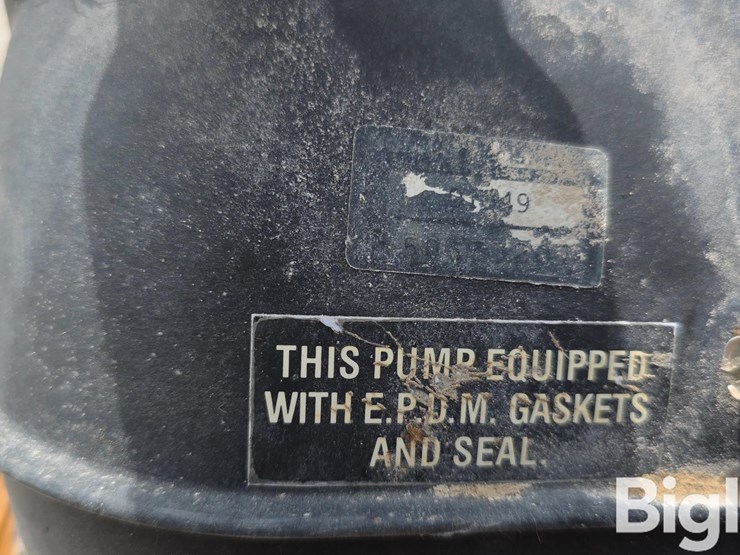 49
THIS PUMP EQUIPPED
WITH E.P.D.M. GASKETS
AND SEAL.
Bigl